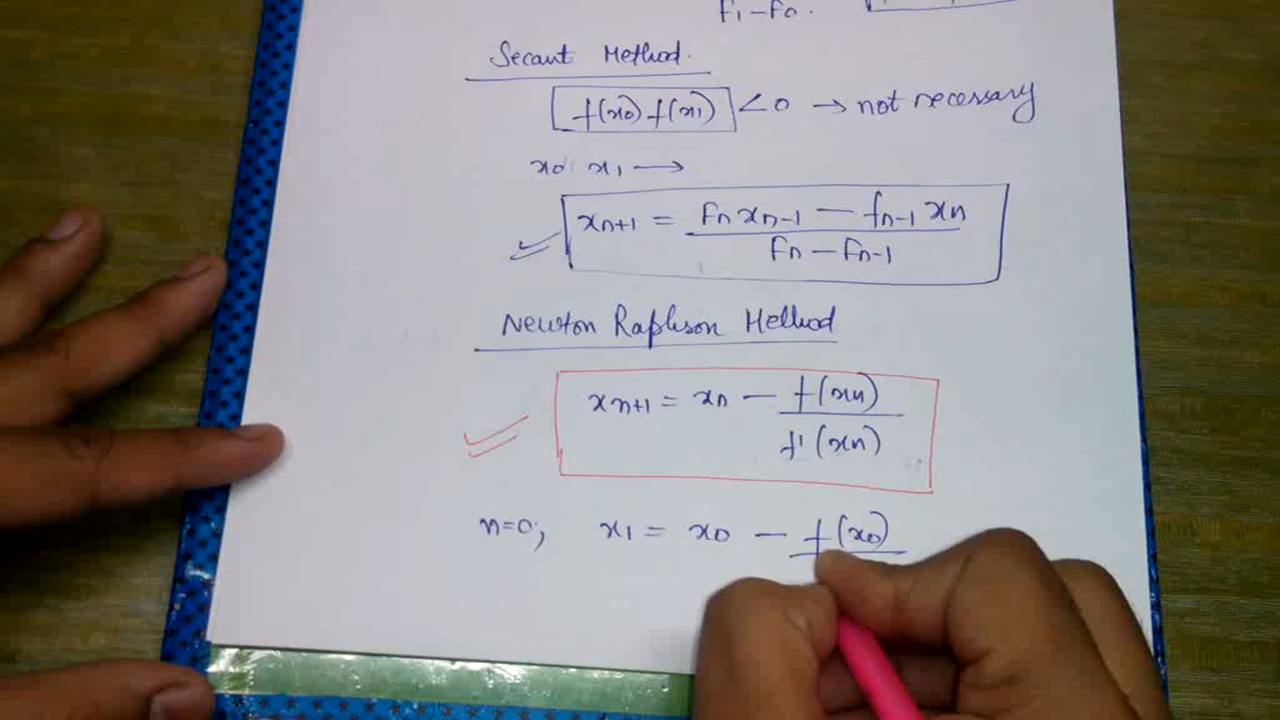 F1-F0.
Secant Method.
f(x0) f(x1) <0 → not necessary
x0 x1 →
xn+1 = Fn xn-1 - fn-1 xn
Fn - Fn-1
Newton Raphson Method
xn+1 = xn - f(xn)
f'(xn)
n=0; x1 = x0 - f(x0)